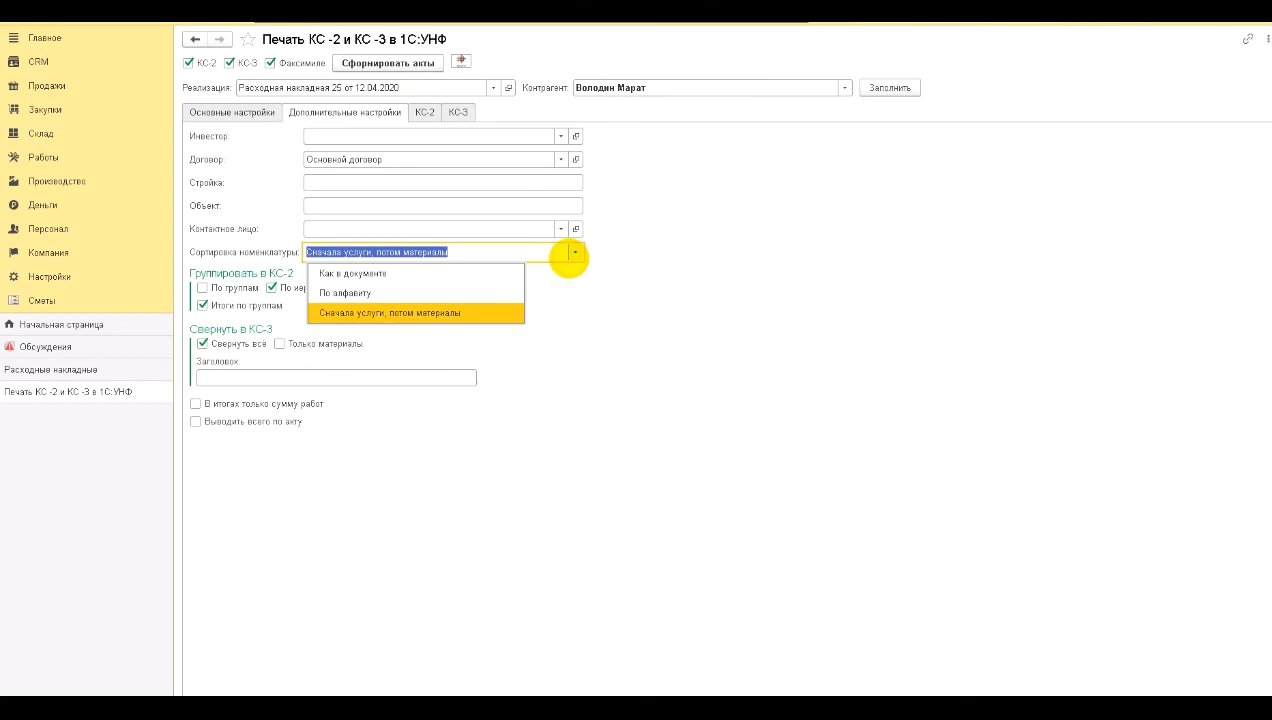 Главное
CRM
Продажи
Закупки
Склад
Работы
Производство
Деньги
Персонал
Компания
Настройки
Сметы
Начальная страница
Обсуждения
Расходные накладные
Печать КС -2 и КС -3 в 1С:УНФ
Печать КС -2 и КС -3 в 1С:УНФ
КС-2 КС-3 Факсимиле Сформировать акты
Реализация: Расходная накладная 25 от 12.04.2020 Контрагент: Володин Марат Заполнить
Основные настройки Дополнительные настройки КС-2 КС-3
Инвестор:
Договор: Основной договор
Стройка:
Объект:
Контактное лицо:
Сортировка номенклатуры: Сначала услуги, потом материалы
Как в документе
По алфавиту
Сначала услуги, потом материалы
Группировать в КС-2
По группам По иер
Итоги по группам
Свернуть в КС-3
Свернуть всё Только материалы
Заголовок:
В итогах только сумму работ
Выводить всего по акту